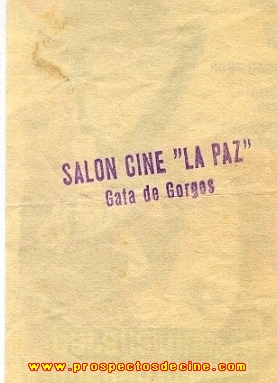 SALON CINE "LA PAZ"
Gata de Gorgos
www.prospectosdecine.com